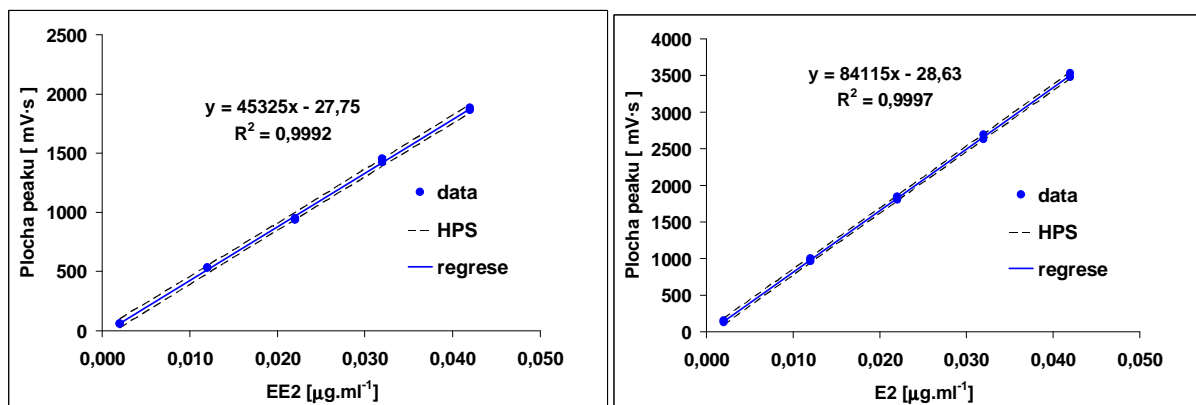 2500
2000
1500
1000
500
0
Plocha peaku [ mV·s ]
y = 45325x - 27,75
R² = 0,9992
data
HPS
regrese
0,000 0,010 0,020 0,030 0,040 0,050
EE2 [µg.ml⁻¹]
4000
3500
3000
2500
2000
1500
1000
500
0
Plocha peaku [ mV·s ]
y = 84115x - 28,63
R² = 0,9997
data
HPS
regrese
0,000 0,010 0,020 0,030 0,040 0,050
E2 [µg.ml⁻¹]